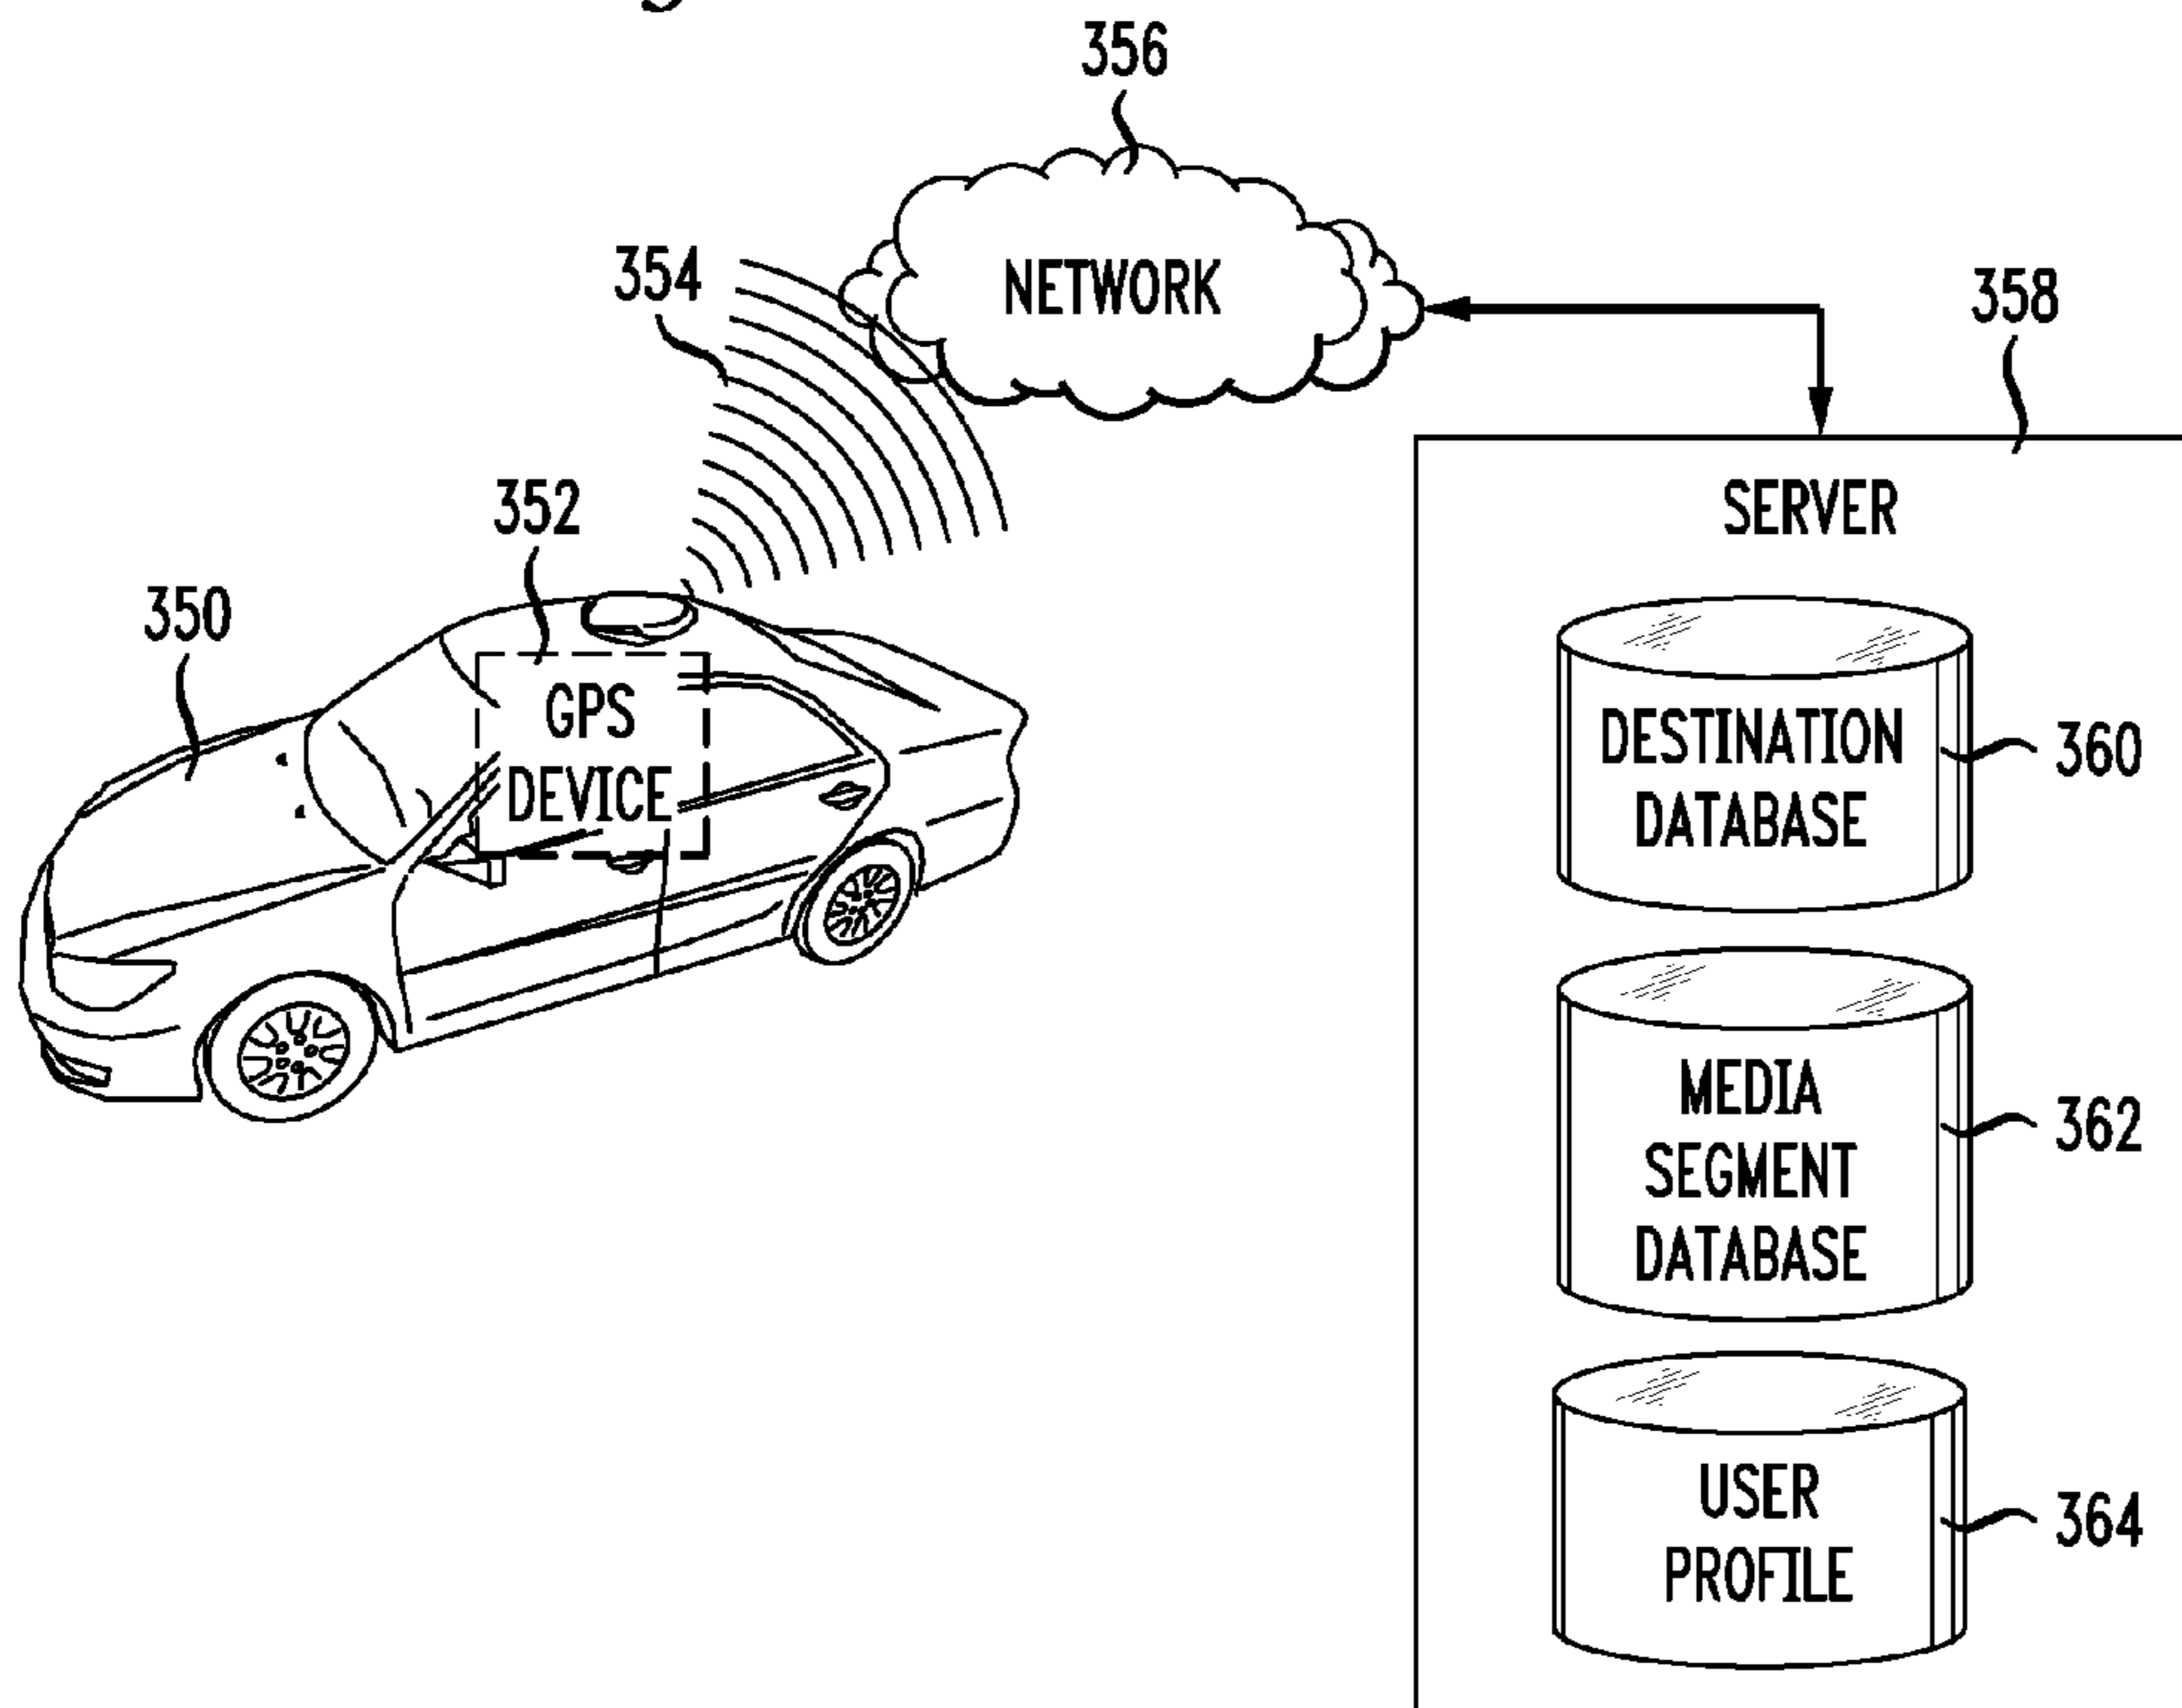 356
NETWORK
354
358
352
SERVER
350
GPS
DEVICE
DESTINATION
DATABASE
360
MEDIA
SEGMENT
DATABASE
362
USER
PROFILE
364